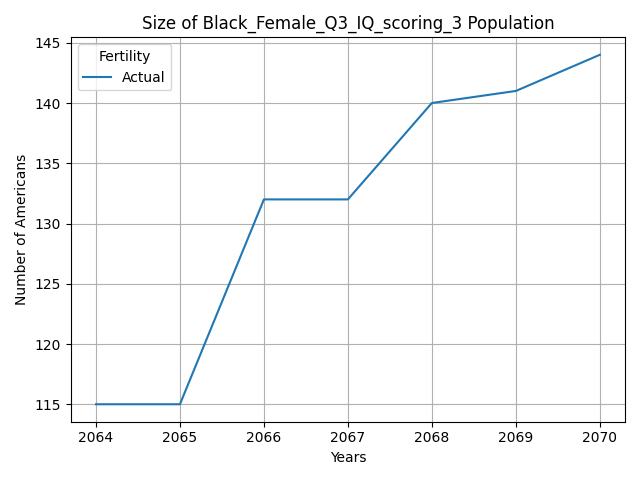 Size of Black_Female_Q3_IQ_scoring_3 Population
Fertility
Actual
Number of Americans
145
140
135
130
125
120
115
2064 2065 2066 2067 2068 2069 2070
Years